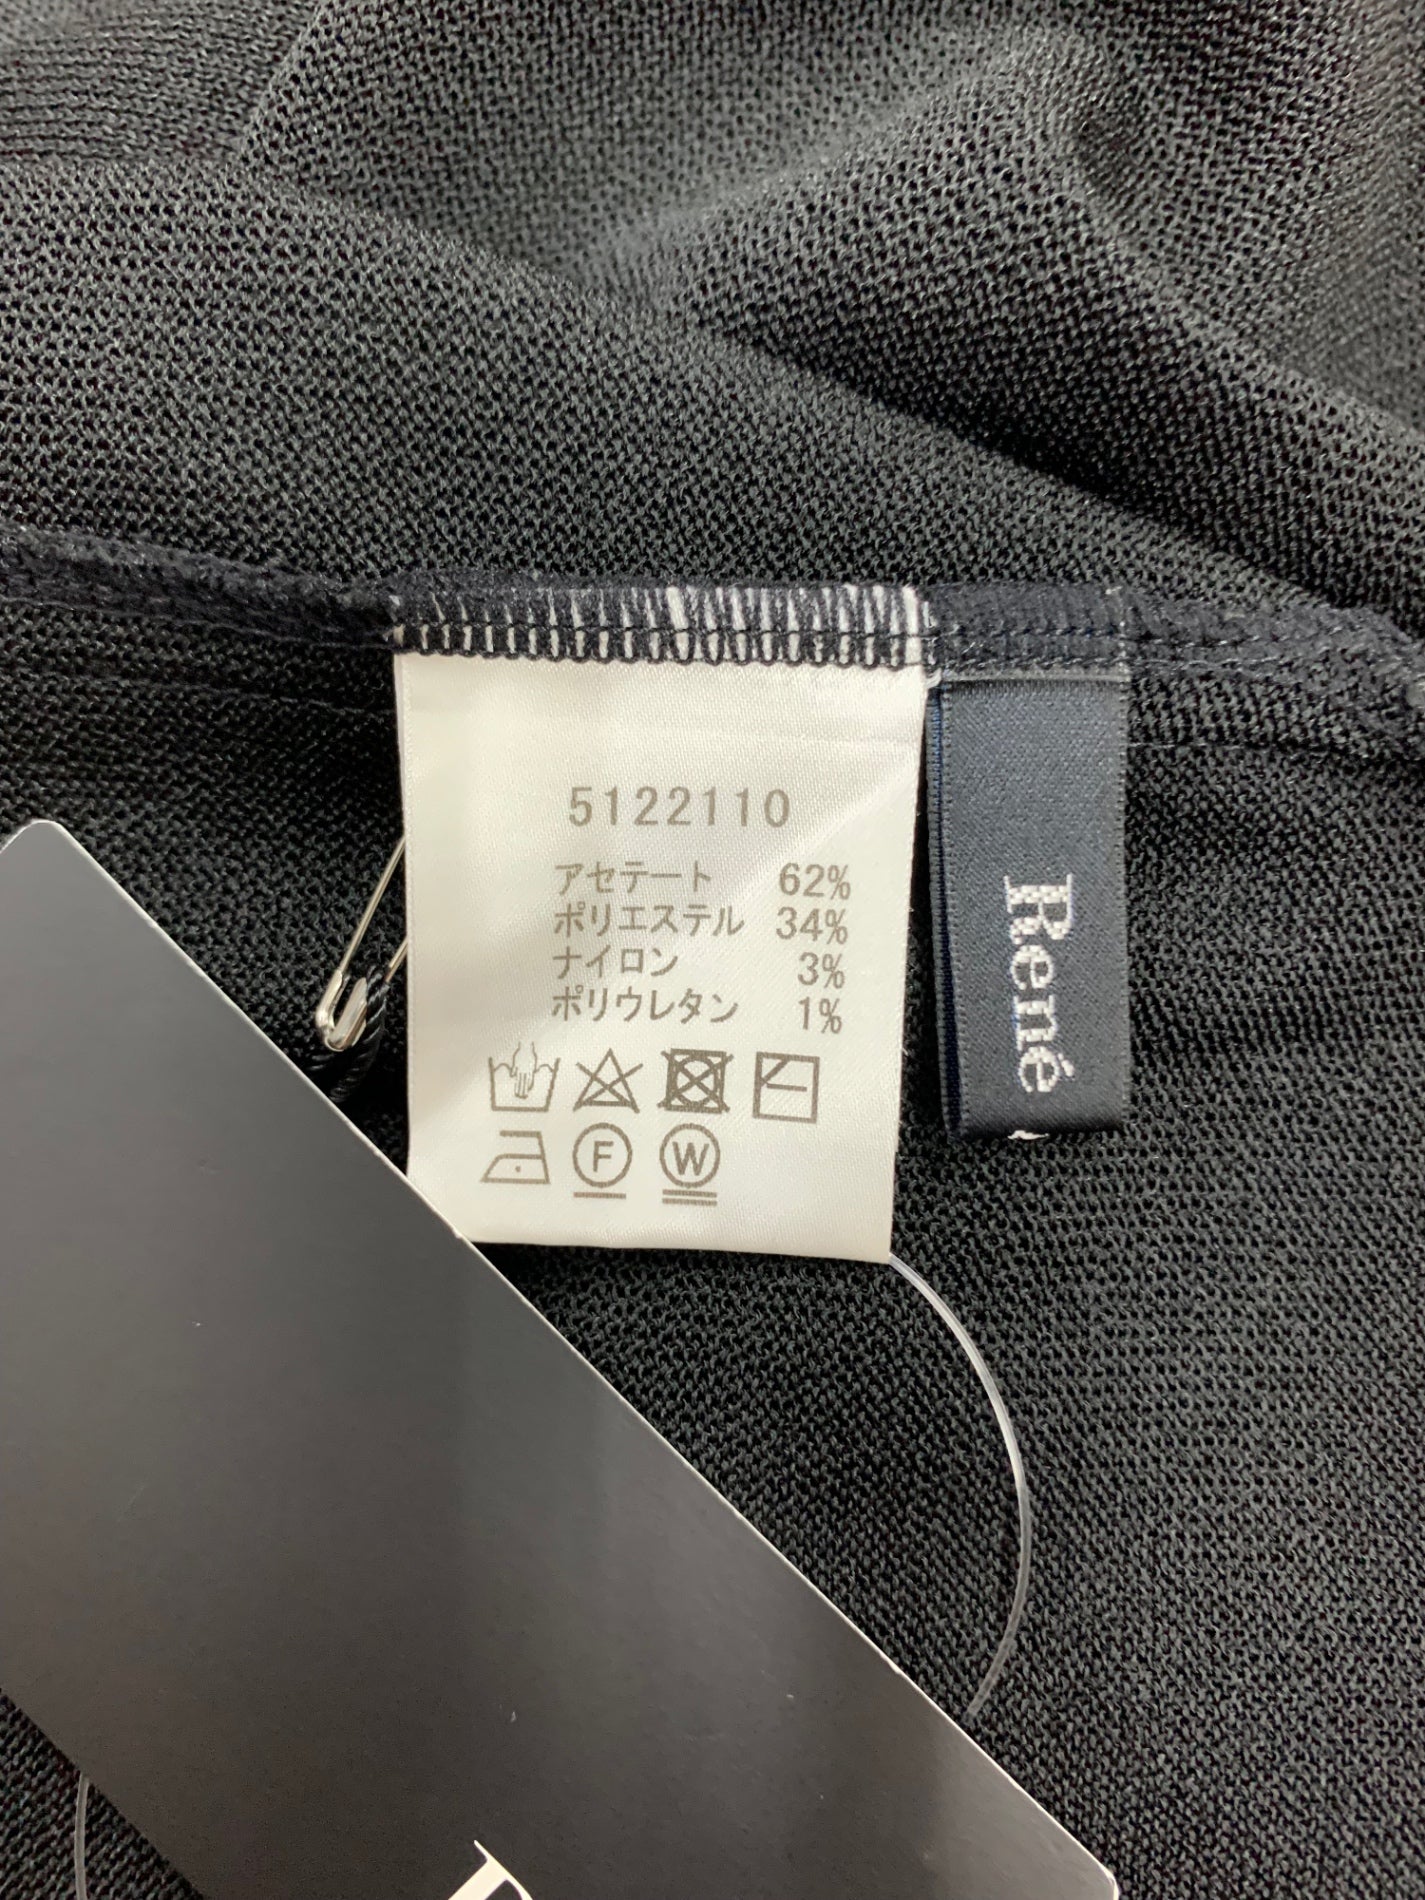 5122110
アセテート 62%
ポリエステル 34%
ナイロン 3%
ポリウレタン 1%
F W
René